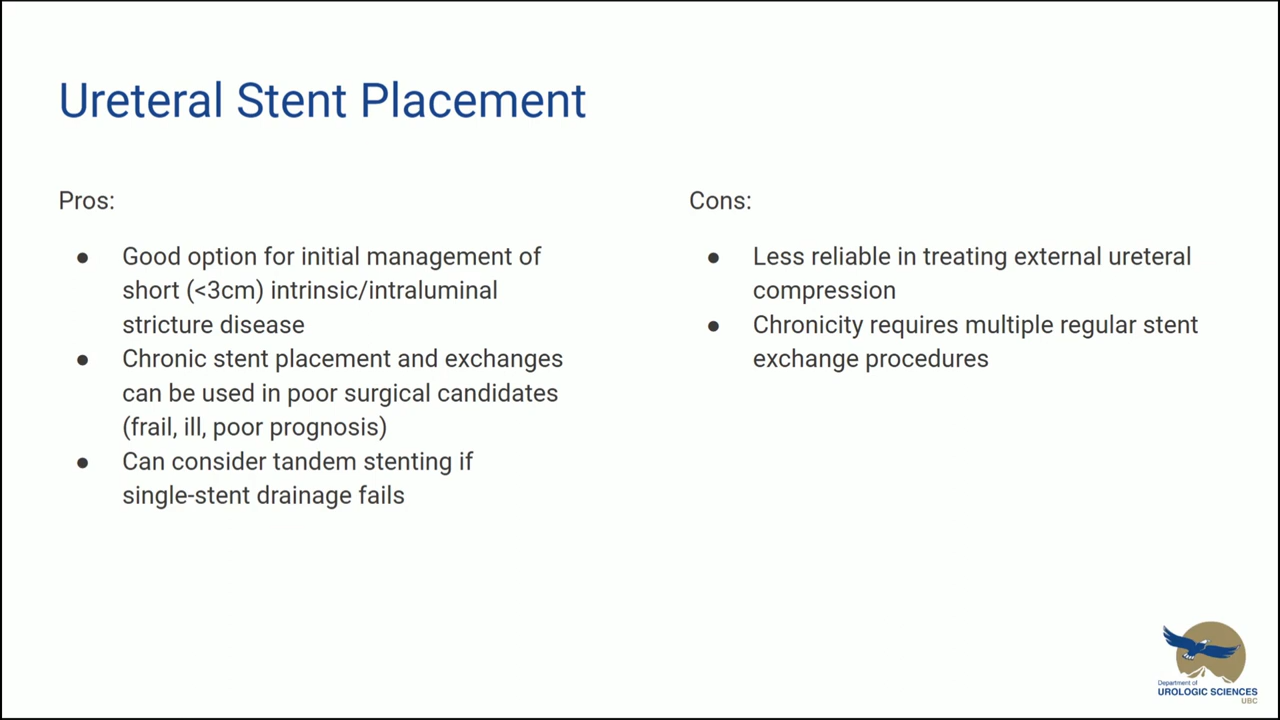 Ureteral Stent Placement
Pros:
● Good option for initial management of
short (<3cm) intrinsic/intraluminal
stricture disease
● Chronic stent placement and exchanges
can be used in poor surgical candidates
(frail, ill, poor prognosis)
● Can consider tandem stenting if
single-stent drainage fails
Cons:
● Less reliable in treating external ureteral
compression
● Chronicity requires multiple regular stent
exchange procedures
Department of
UROLOGIC SCIENCES
UBC